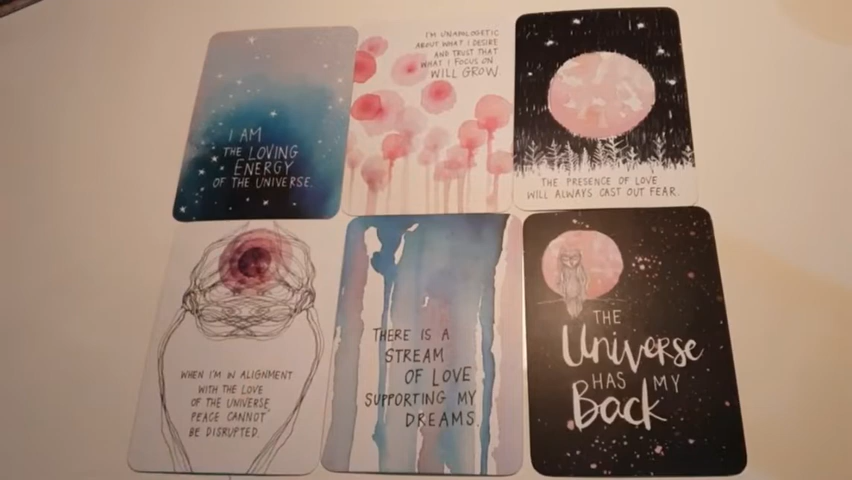 I AM
THE LOVING
ENERGY
OF THE UNIVERSE.
I'M UNAPOLOGETIC
ABOUT WHAT I DESIRE
AND TRUST THAT
WHAT I FOCUS ON
WILL GROW.
THE PRESENCE OF LOVE
WILL ALWAYS CAST OUT FEAR.
WHEN I'M IN ALIGNMENT
WITH THE LOVE
OF THE UNIVERSE,
PEACE CANNOT
BE DISRUPTED.
THERE IS A
STREAM
OF LOVE
SUPPORTING MY
DREAMS.
THE
Universe
HAS MY
Back